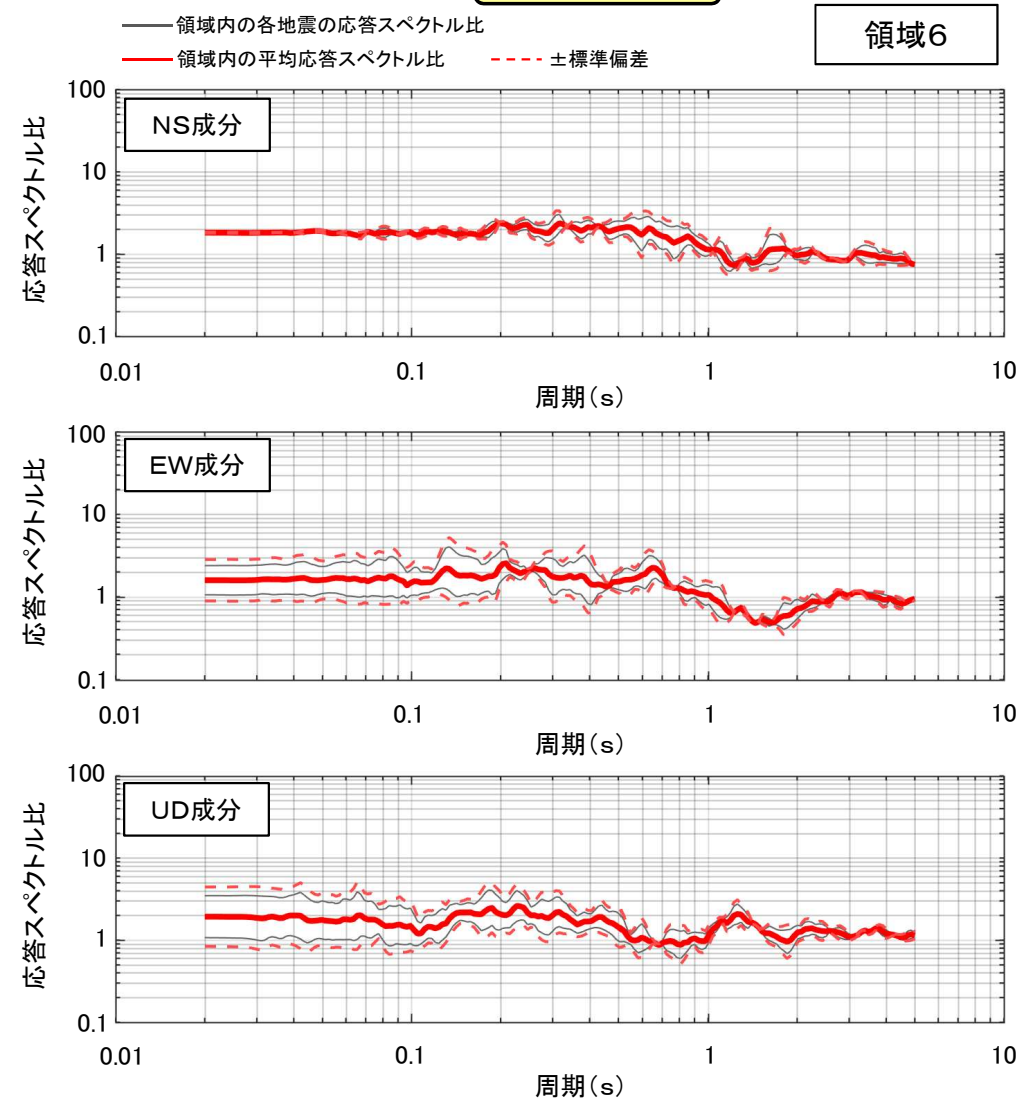 領域内の各地震の応答スペクトル比
領域内の平均応答スペクトル比 ±標準偏差
領域6
NS成分
応答スペクトル比
100
10
1
0.1
0.01 0.1 1 10
周期(s)
EW成分
応答スペクトル比
100
10
1
0.1
0.01 0.1 1 10
周期(s)
UD成分
応答スペクトル比
100
10
1
0.1
0.01 0.1 1 10
周期(s)